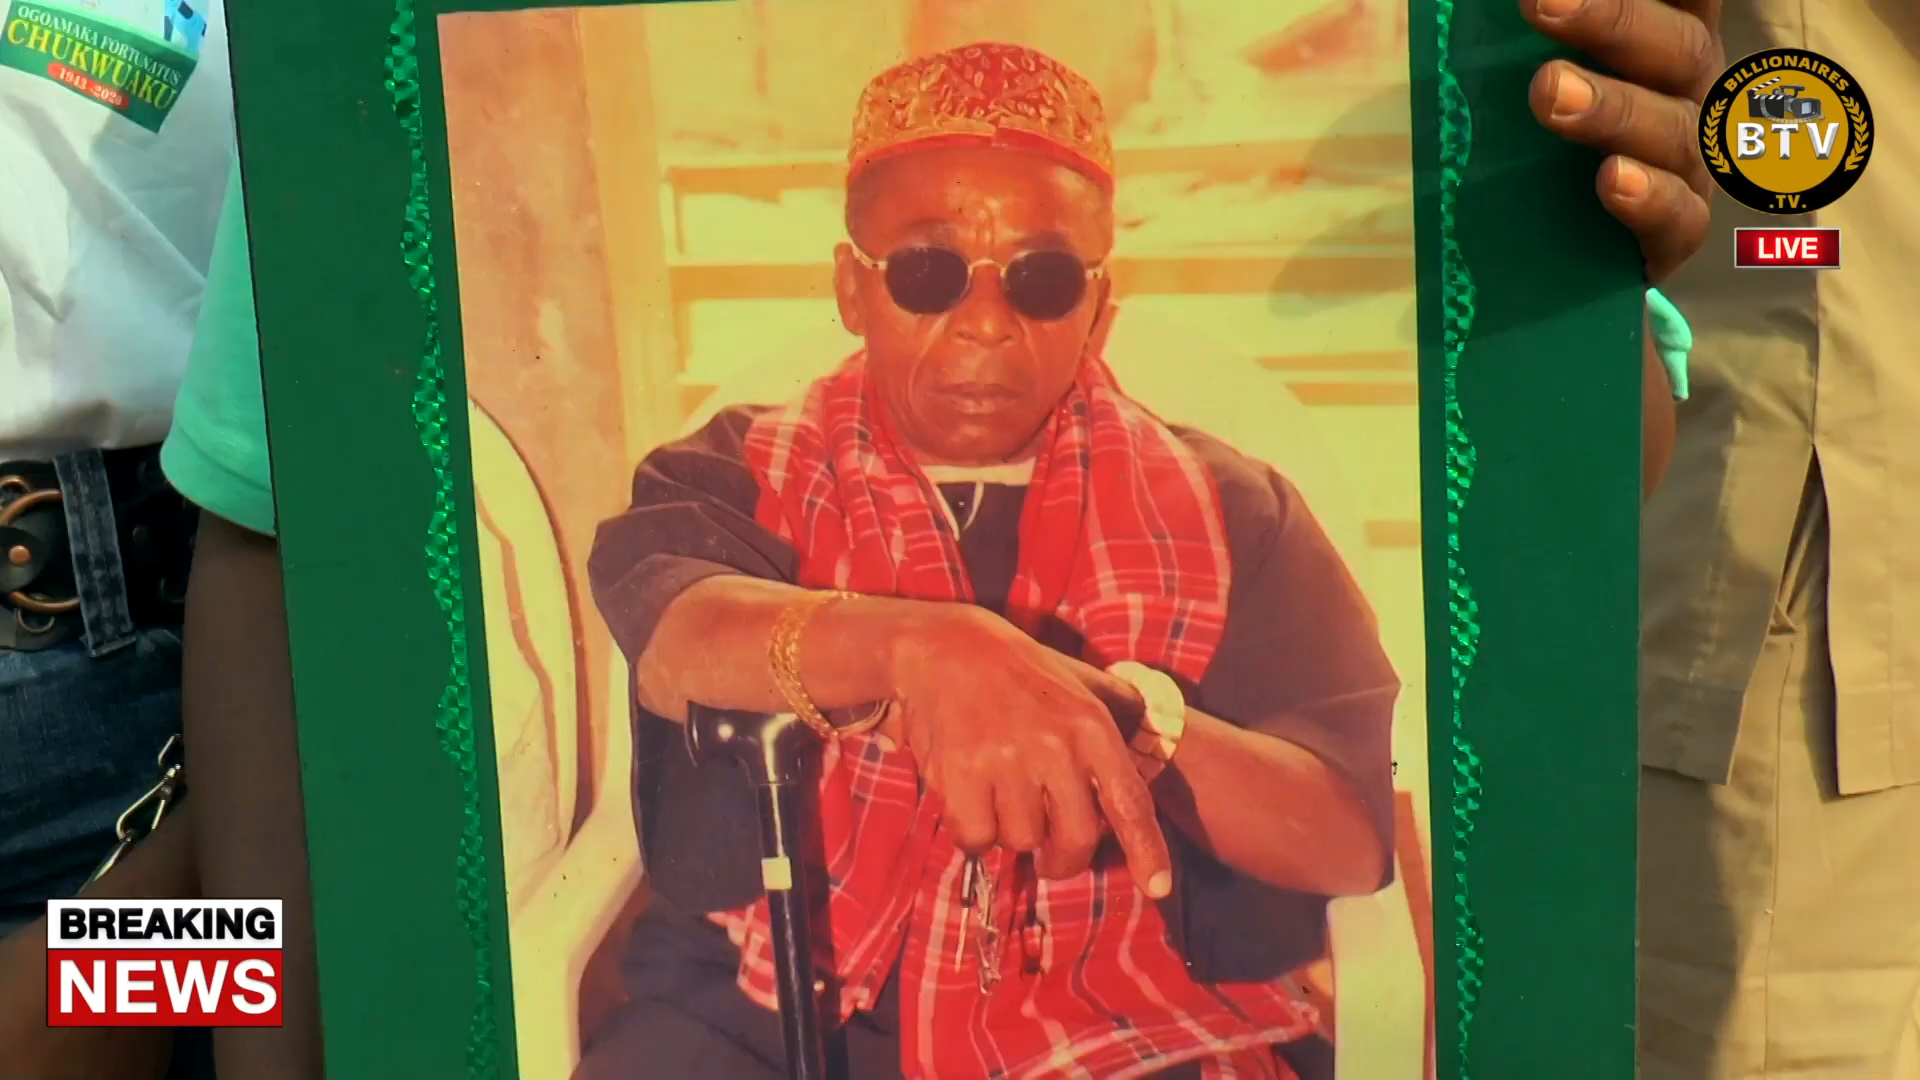 OGOAMAKA FORTUNATUS
CHUKWUAKU
1943-2020
BILLIONAIRES
BTV
.TV.
LIVE
BREAKING
NEWS